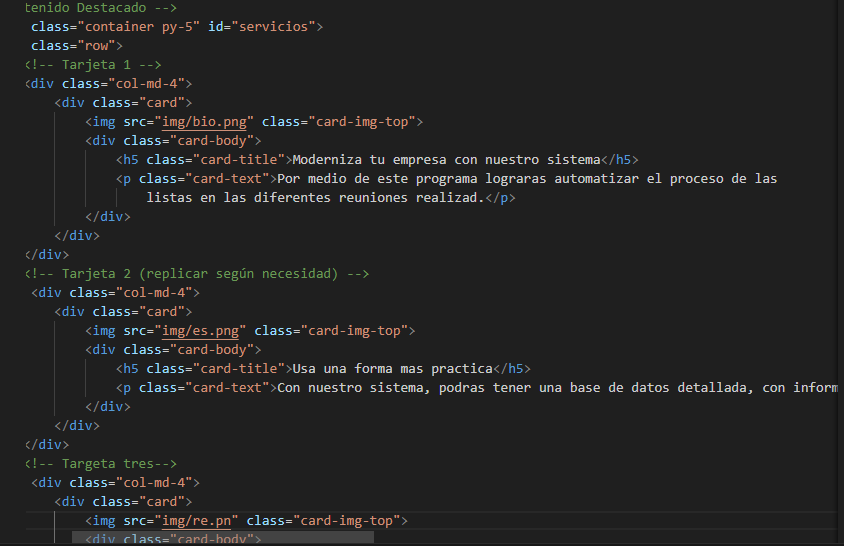 tenido Destacado -->
class="container py-5" id="servicios">
class="row">
<!-- Tarjeta 1 -->
<div class="col-md-4">
<div class="card">
<img src="img/bio.png" class="card-img-top">
<div class="card-body">
<h5 class="card-title">Moderniza tu empresa con nuestro sistema</h5>
<p class="card-text">Por medio de este programa lograras automatizar el proceso de las
listas en las diferentes reuniones realizad.</p>
</div>
</div>
</div>
<!-- Tarjeta 2 (replicar según necesidad) -->
<div class="col-md-4">
<div class="card">
<img src="img/es.png" class="card-img-top">
<div class="card-body">
<h5 class="card-title">Usa una forma mas practica</h5>
<p class="card-text">Con nuestro sistema, podras tener una base de datos detallada, con inform
</div>
</div>
</div>
<!-- Targeta tres-->
<div class="col-md-4">
<div class="card">
<img src="img/re.pn" class="card-img-top">
<div class="card-body">